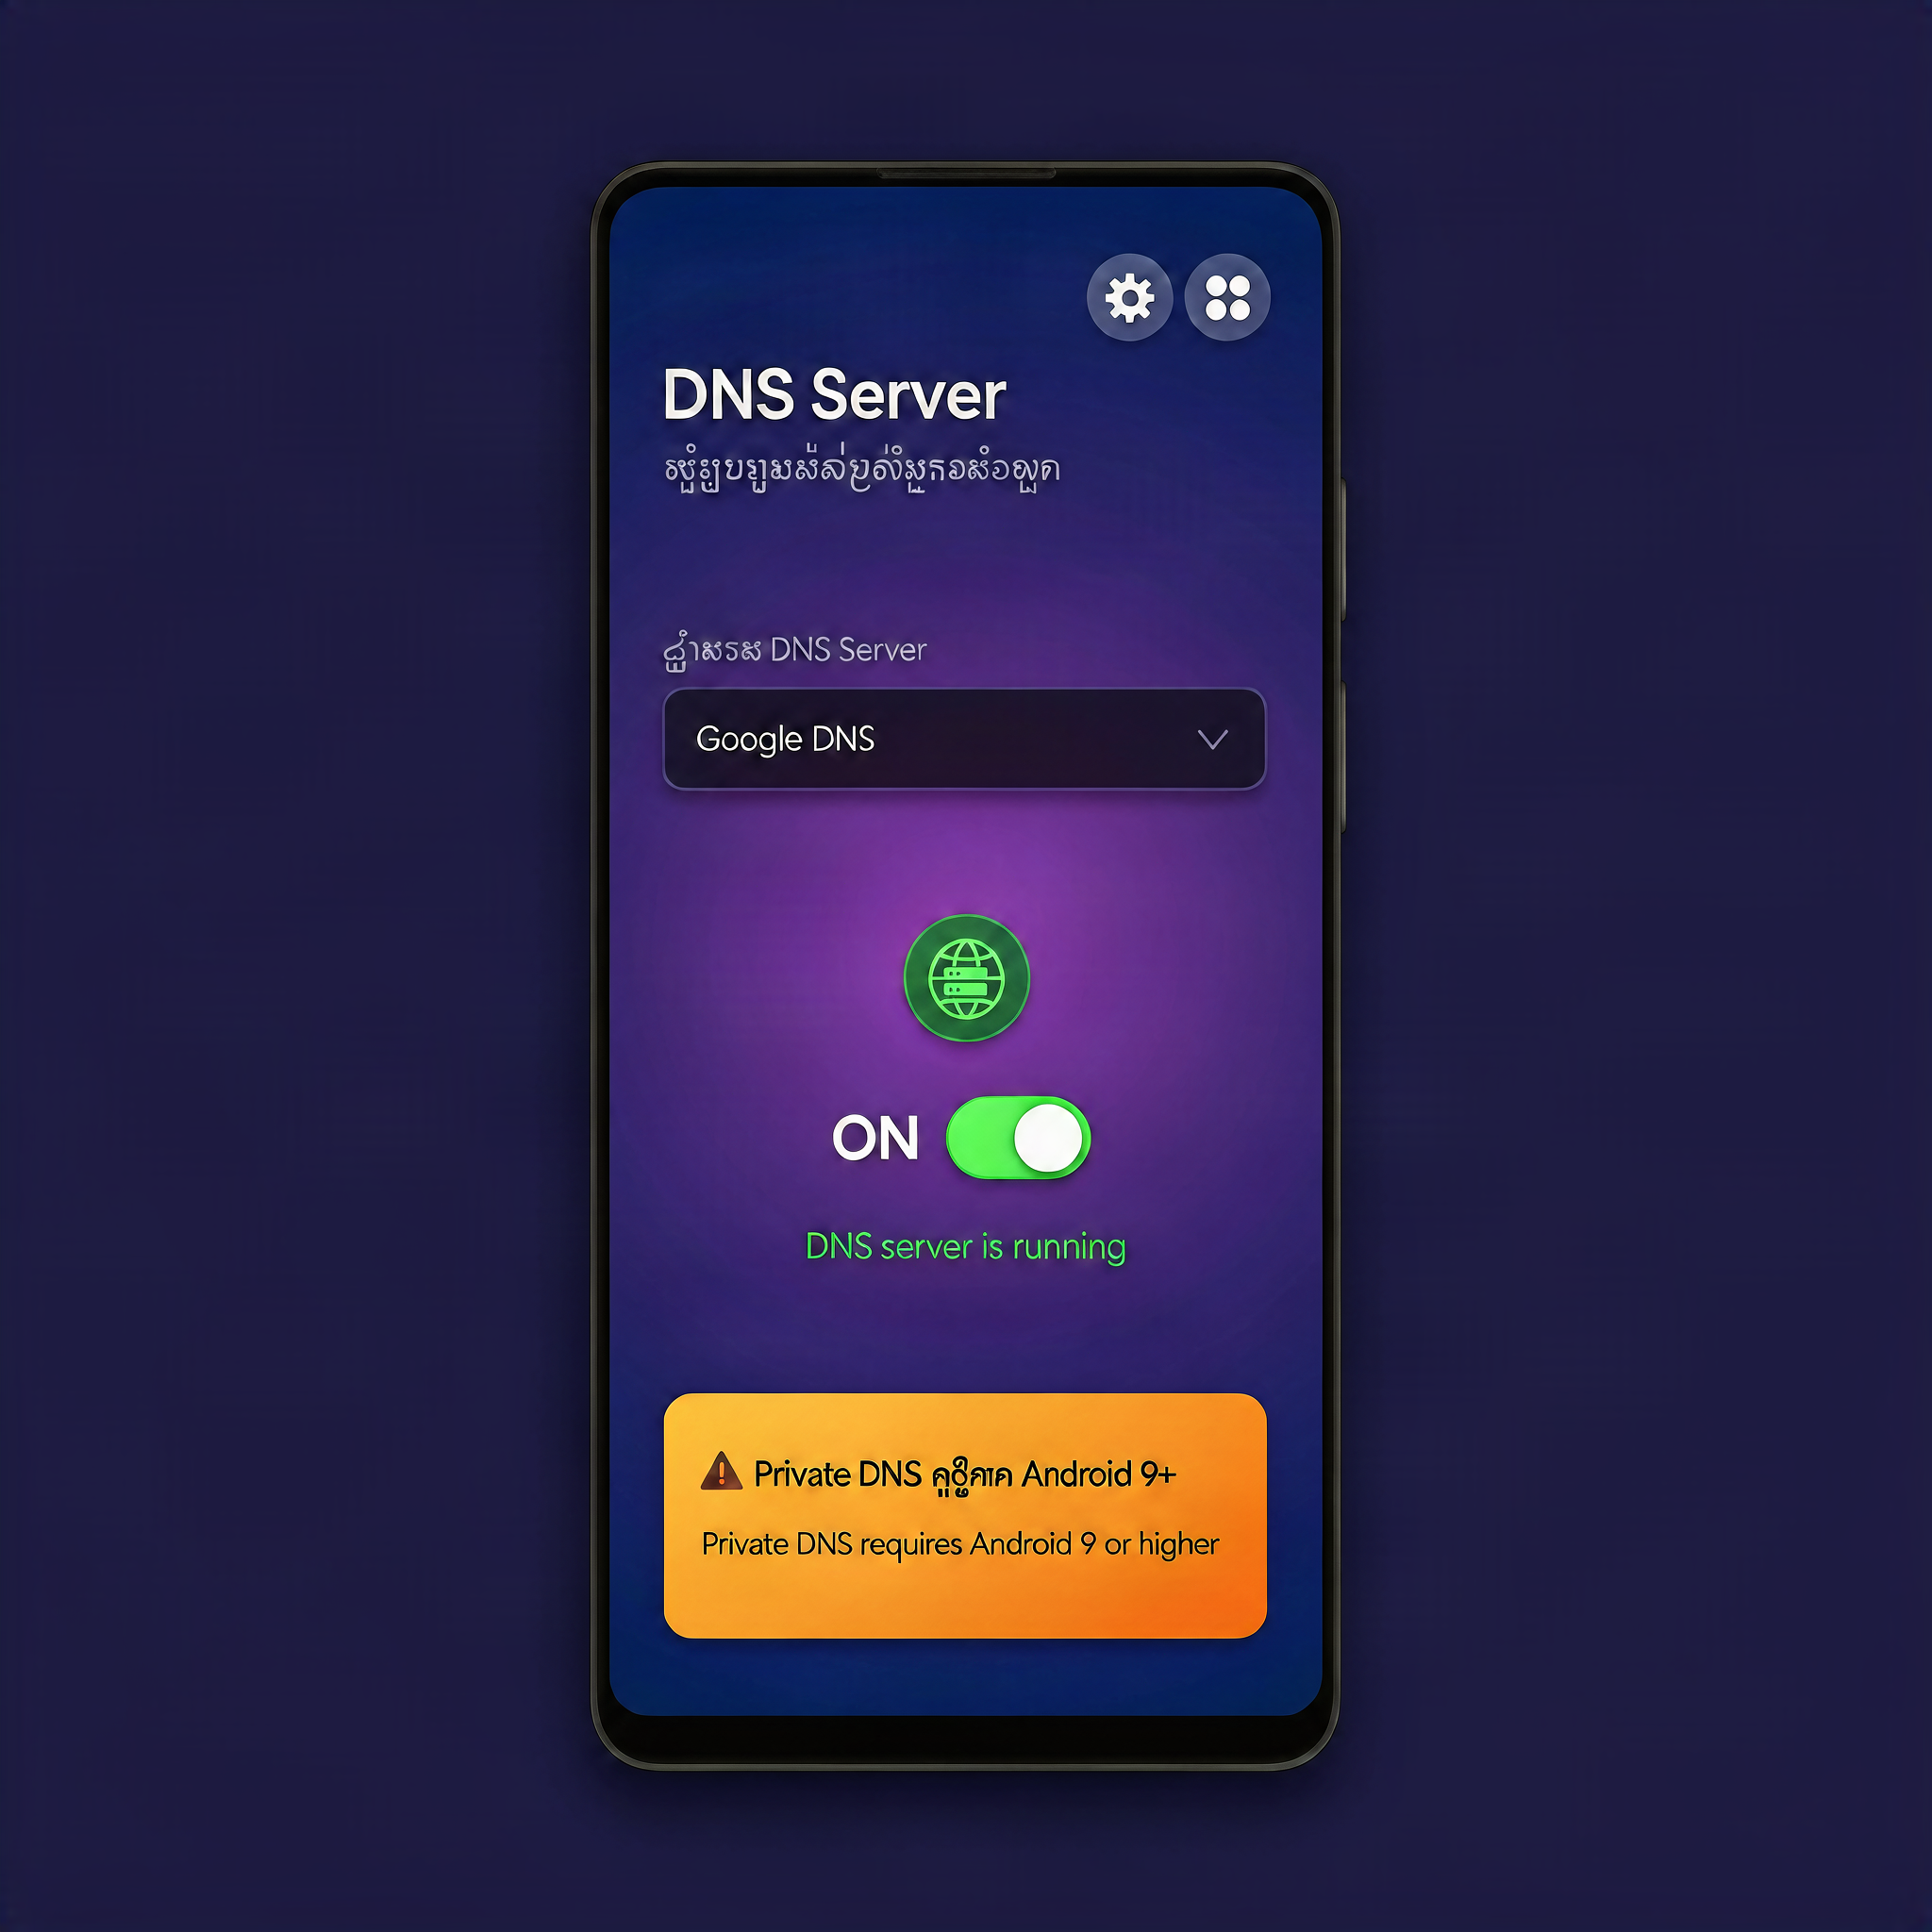 DNS Server
DNS Server
Google DNS
ON
DNS server is running
Private DNS Android 9+
Private DNS requires Android 9 or higher